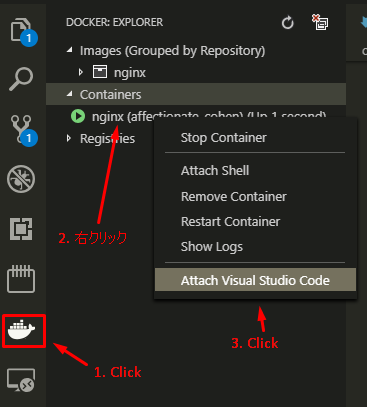 DOCKER: EXPLORER
Images (Grouped by Repository)
nginx
Containers
nginx (affectionate_cohen) (Up 1 second)
Registries
Stop Container
Attach Shell
Remove Container
Restart Container
Show Logs
Attach Visual Studio Code
1
1
2. 右クリック
3. Click
1. Click